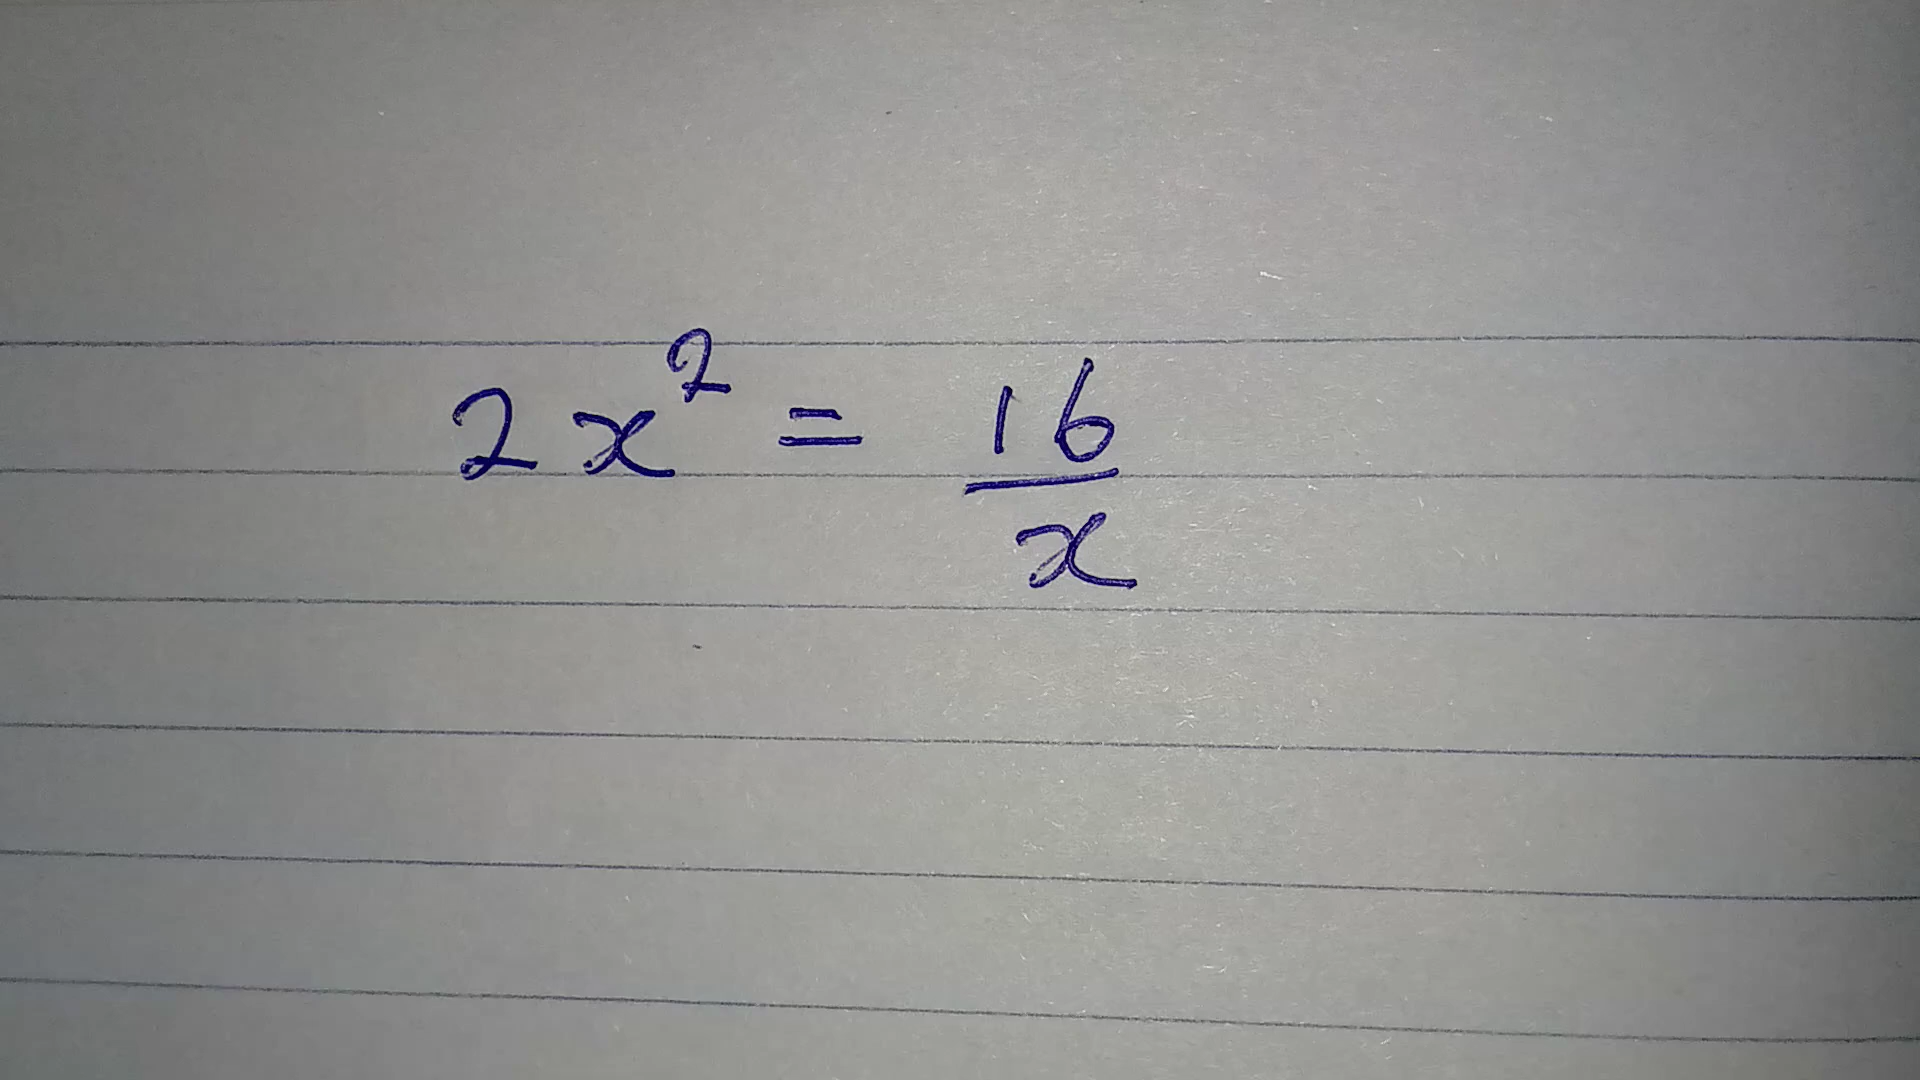 2x² = 16/x